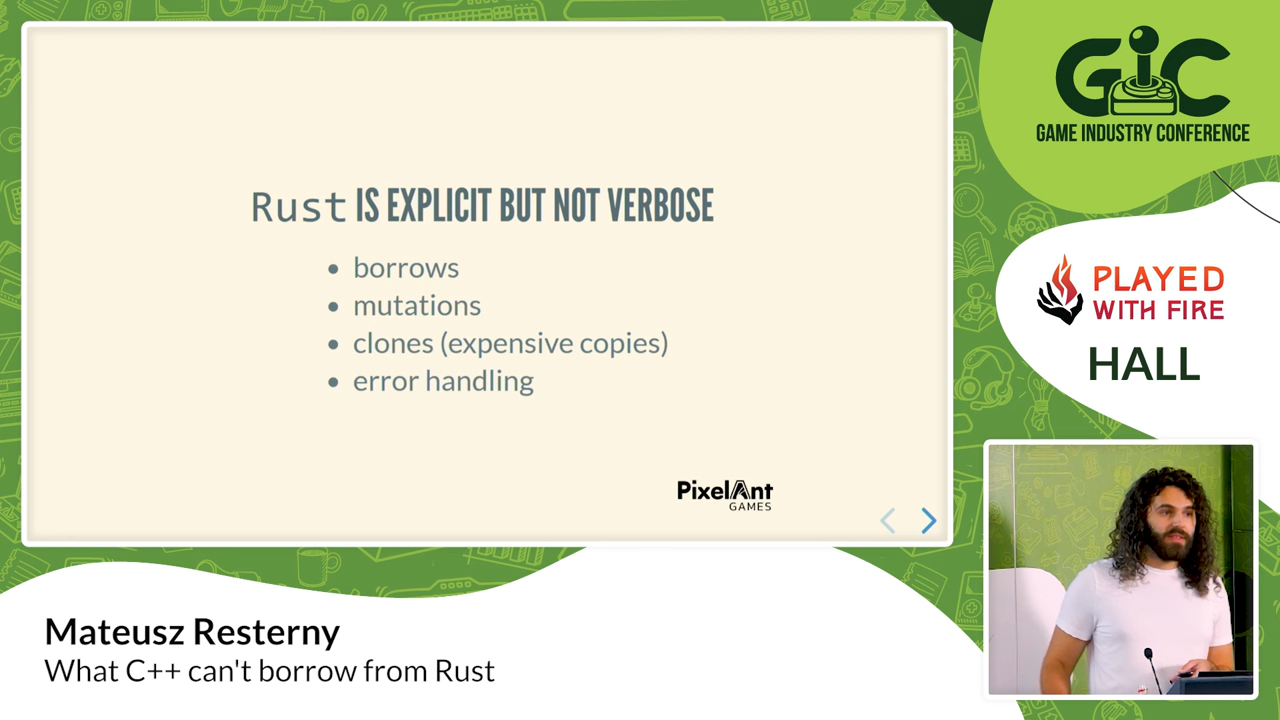 Rust IS EXPLICIT BUT NOT VERBOSE
• borrows
• mutations
• clones (expensive copies)
• error handling
PixelAnt
GAMES
GIC
GAME INDUSTRY CONFERENCE
PLAYED
WITH FIRE
HALL
Mateusz Resterny
What C++ can't borrow from Rust